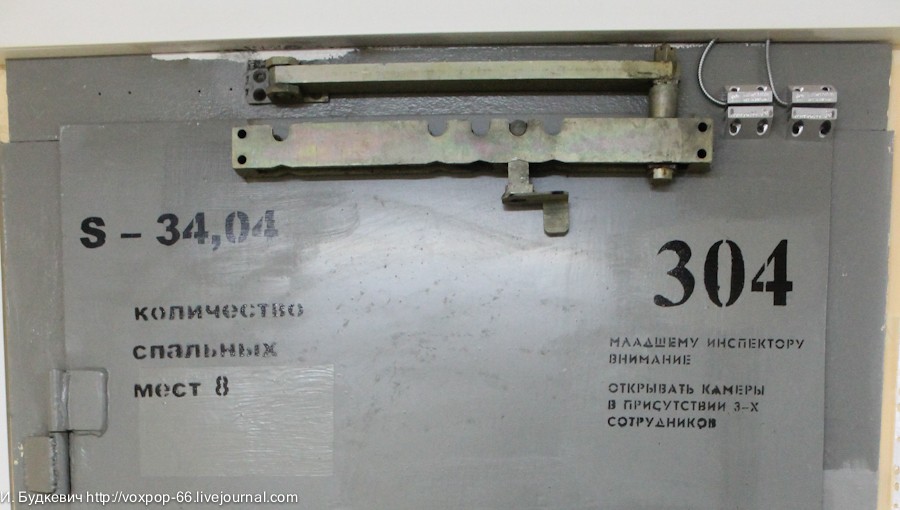 S – 34,04
количество
спальных
мест 8
304
МЛАДШЕМУ ИНСПЕКТОРУ
ВНИМАНИЕ
ОТКРЫВАТЬ КАМЕРЫ
В ПРИСУТСТВИИ 3-Х
СОТРУДНИКОВ
И. Будкевич http://voxpop-66.livejournal.com